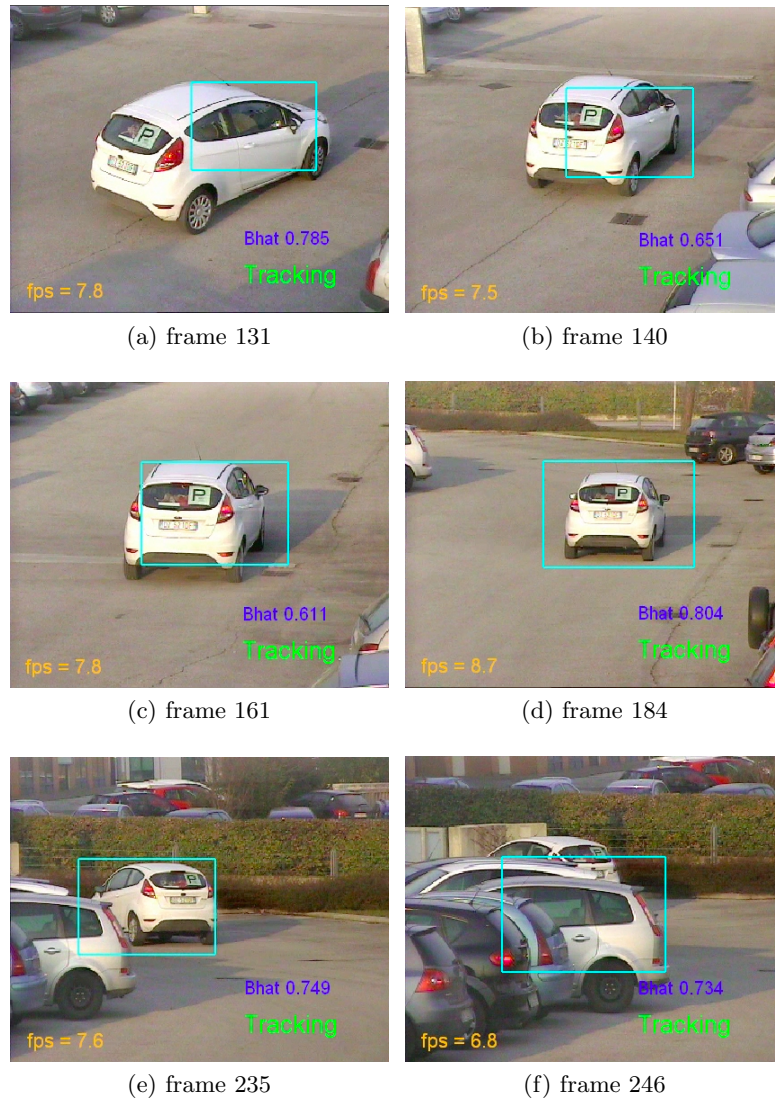 P
Bhat 0.785
Tracking
fps = 7.8
(a) frame 131
P
Bhat 0.651
Tracking
fps = 7.5
(b) frame 140
P
Bhat 0.611
Tracking
fps = 7.8
(c) frame 161
P
Bhat 0.804
Tracking
fps = 8.7
(d) frame 184
P
Bhat 0.749
Tracking
fps = 7.6
(e) frame 235
P
Bhat 0.734
Tracking
fps = 6.8
(f) frame 246